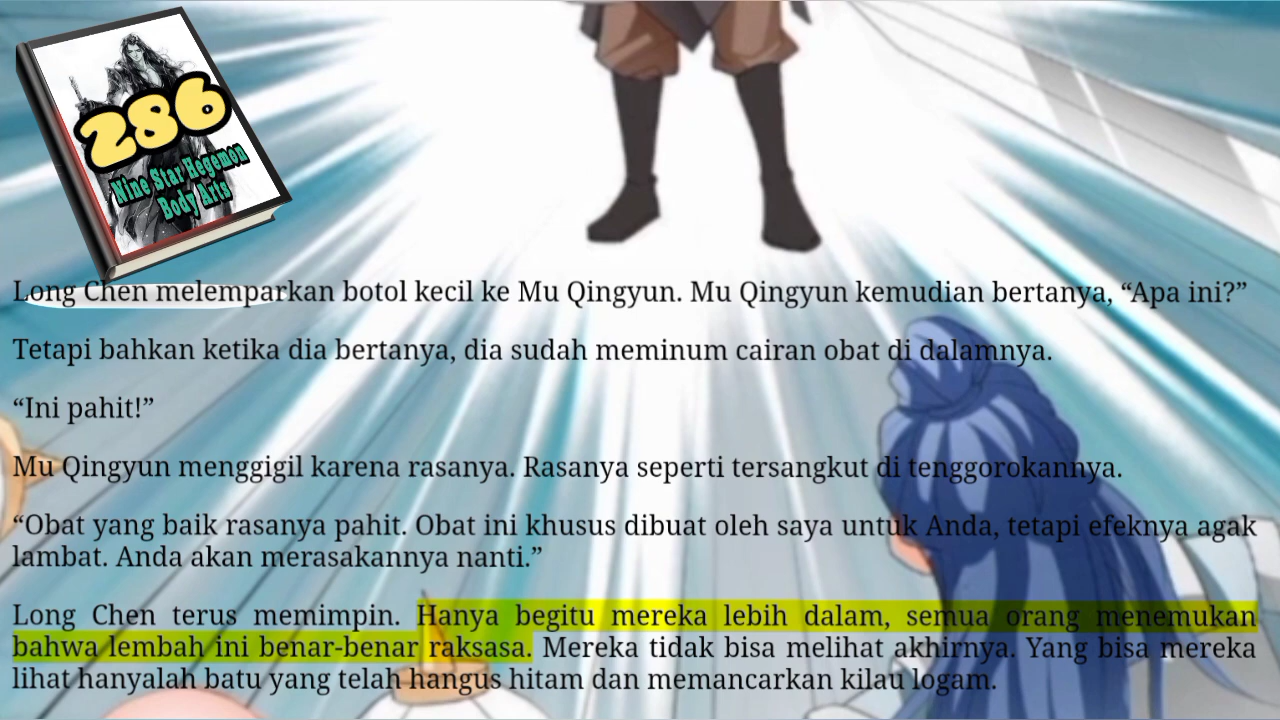 286
Nine Star Hegemon
Body Arts
Long Chen melemparkan botol kecil ke Mu Qingyun. Mu Qingyun kemudian bertanya, “Apa ini?”
Tetapi bahkan ketika dia bertanya, dia sudah meminum cairan obat di dalamnya.
“Ini pahit!”
Mu Qingyun menggigil karena rasanya. Rasanya seperti tersangkut di tenggorokannya.
“Obat yang baik rasanya pahit. Obat ini khusus dibuat oleh saya untuk Anda, tetapi efeknya agak
lambat. Anda akan merasakannya nanti.”
Long Chen terus memimpin. Hanya begitu mereka lebih dalam, semua orang menemukan
bahwa lembah ini benar-benar raksasa. Mereka tidak bisa melihat akhirnya. Yang bisa mereka
lihat hanyalah batu yang telah hangus hitam dan memancarkan kilau logam.